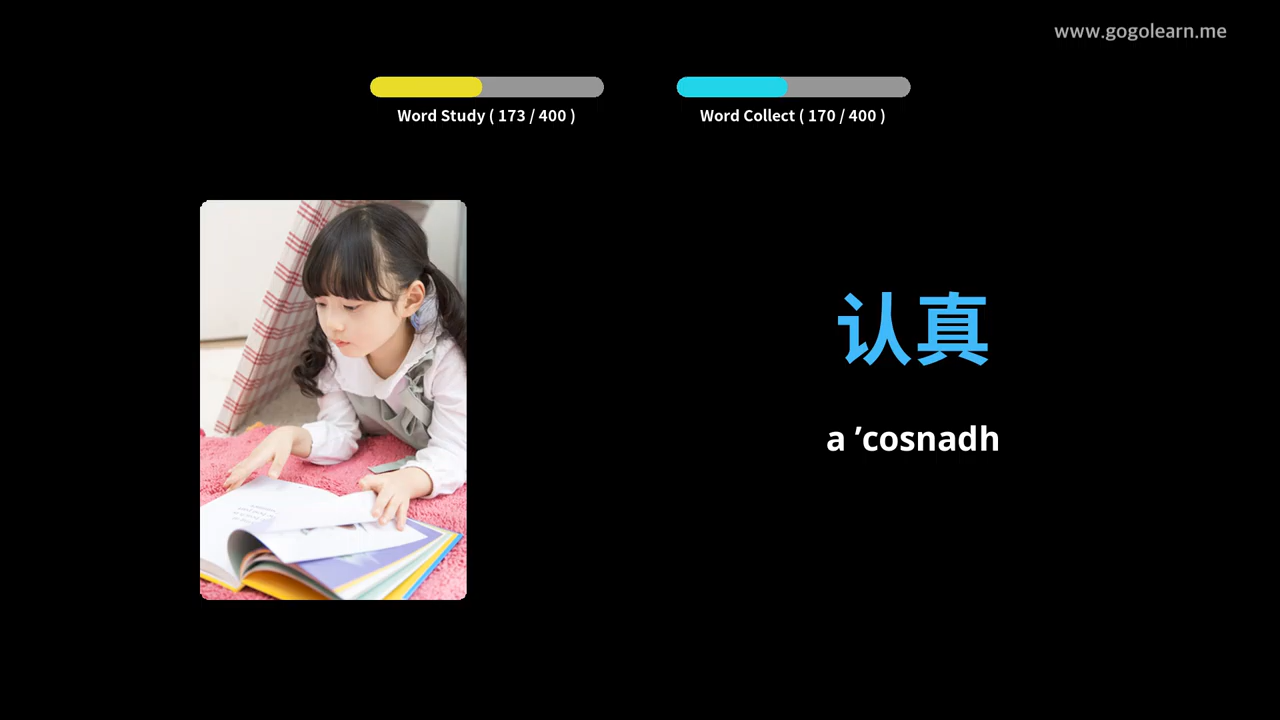 www.gogolearn.me
Word Study ( 173 / 400 )
Word Collect ( 170 / 400 )
认真
a ’cosnadh